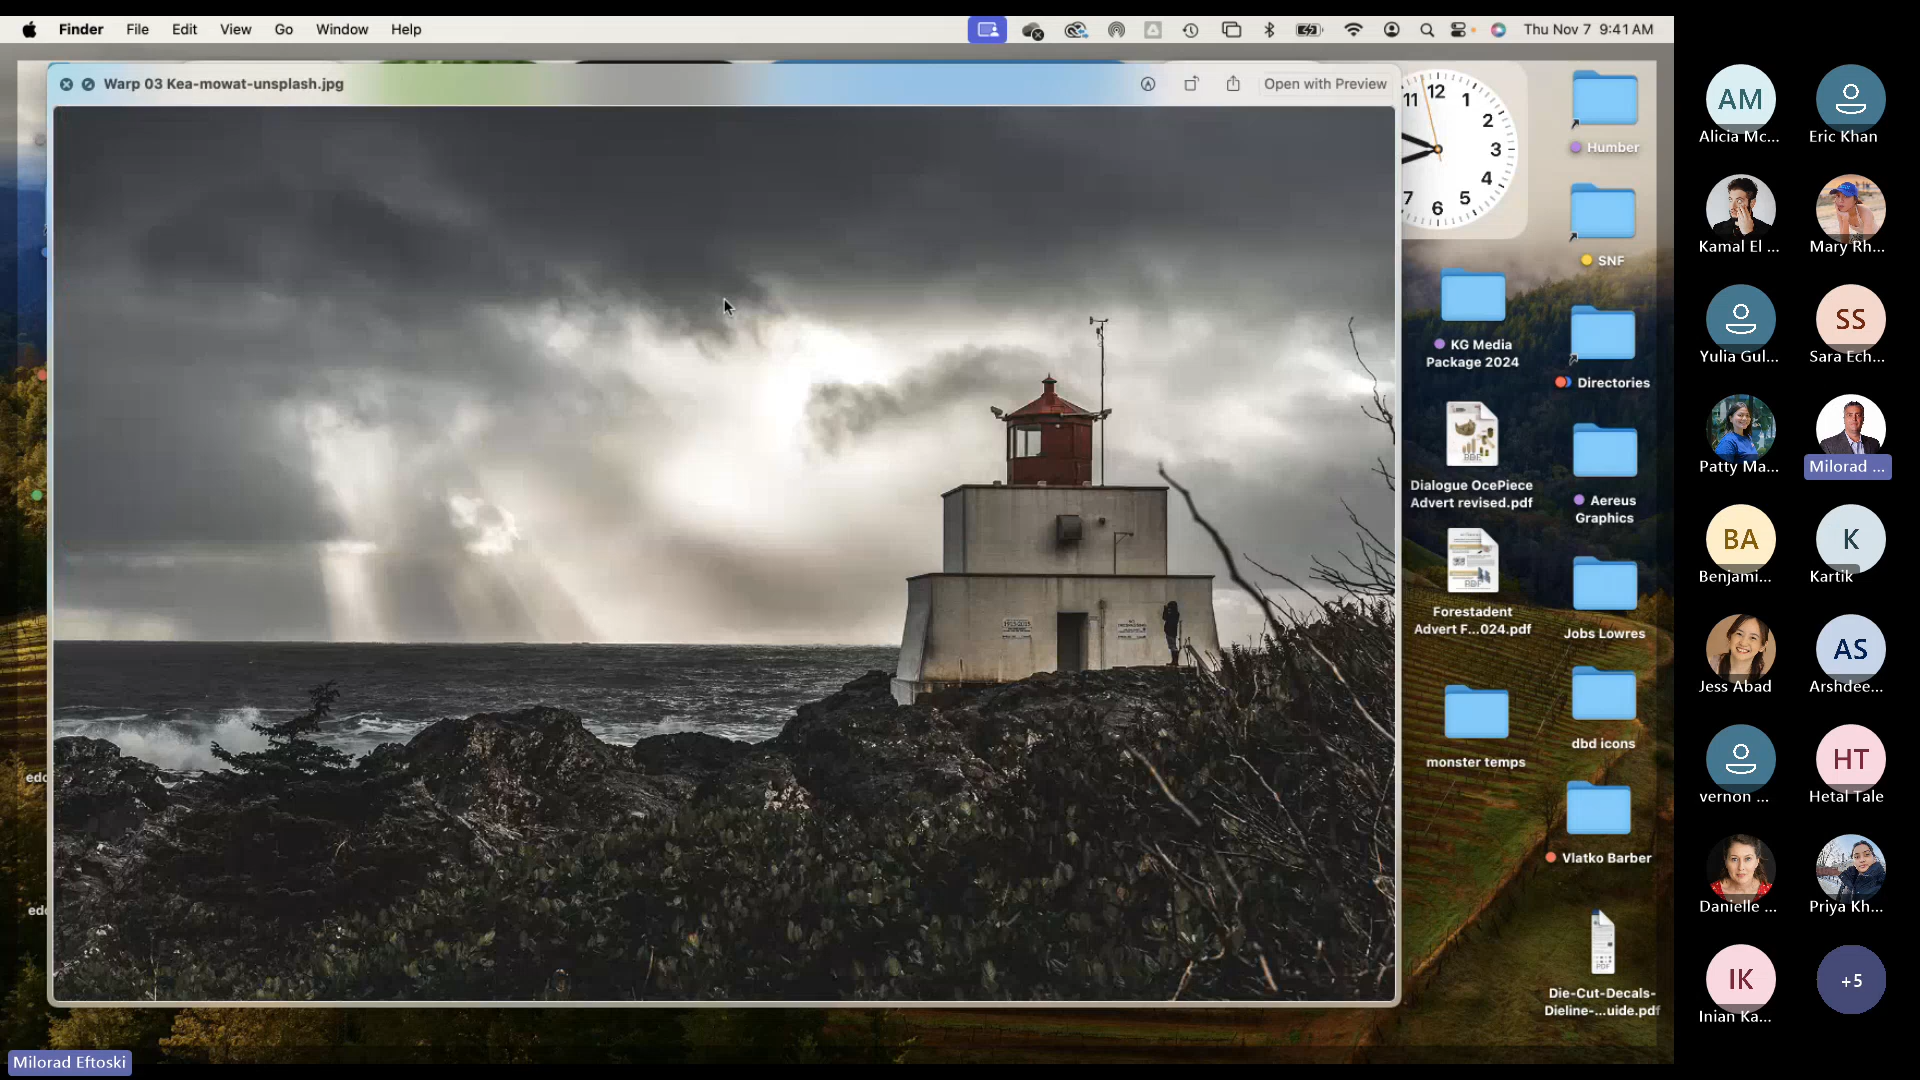 Finder File Edit View Go Window Help Thu Nov 7 9:41 AM
Warp 03 Kea-mowat-unsplash.jpg Open with Preview
11 12 1
2
3
4
5
6
7
Humber
SNF
KG Media
Package 2024
Directories
Dialogue OcePiece
Advert revised.pdf
PDF
Aereus
Graphics
Forestadent
Advert F...024.pdf
PDF
Jobs Lowres
monster temps
dbd icons
Vlatko Barber
PDF
Die-Cut-Decals-
Dieline-...uide.pdf
edc
edc
AM
Alicia Mc...
Eric Khan
Kamal El ...
Mary Rh...
Yulia Gul...
SS
Sara Ech...
Patty Ma...
Milorad ...
BA
Benjami...
K
Kartik
Jess Abad
AS
Arshdee...
vernon ...
HT
Hetal Tale
Danielle ...
Priya Kh...
IK
Inian Ka...
+5
Milorad Eftoski